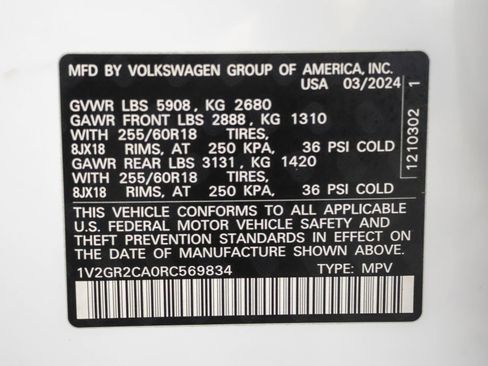 MFD BY VOLKSWAGEN GROUP OF AMERICA, INC.
USA 03/2024
GVWR LBS 5908, KG 2680
GAWR FRONT LBS 2888, KG 1310
WITH 255/60R18 TIRES,
8JX18 RIMS, AT 250 KPA, 36 PSI COLD
GAWR REAR LBS 3131, KG 1420
WITH 255/60R18 TIRES,
8JX18 RIMS, AT 250 KPA, 36 PSI COLD
THIS VEHICLE CONFORMS TO ALL APPLICABLE
U.S. FEDERAL MOTOR VEHICLE SAFETY AND
THEFT PREVENTION STANDARDS IN EFFECT ON
THE DATE OF MANUFACTURE SHOWN ABOVE.
1V2GR2CA0RC569834 TYPE: MPV
1210302 1